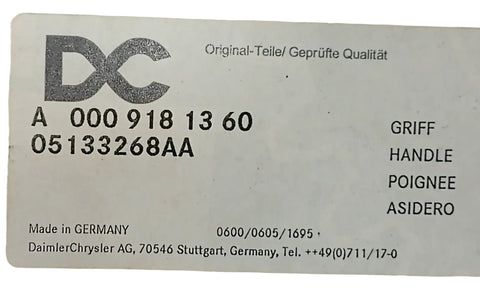 DC
Original-Teile/ Geprüfte Qualität
A 000 918 13 60
05133268AA
GRIFF
HANDLE
POIGNEE
ASIDERO
Made in GERMANY 0600/0605/1695
DaimlerChrysler AG, 70546 Stuttgart, Germany, Tel. ++49(0)711/17-0